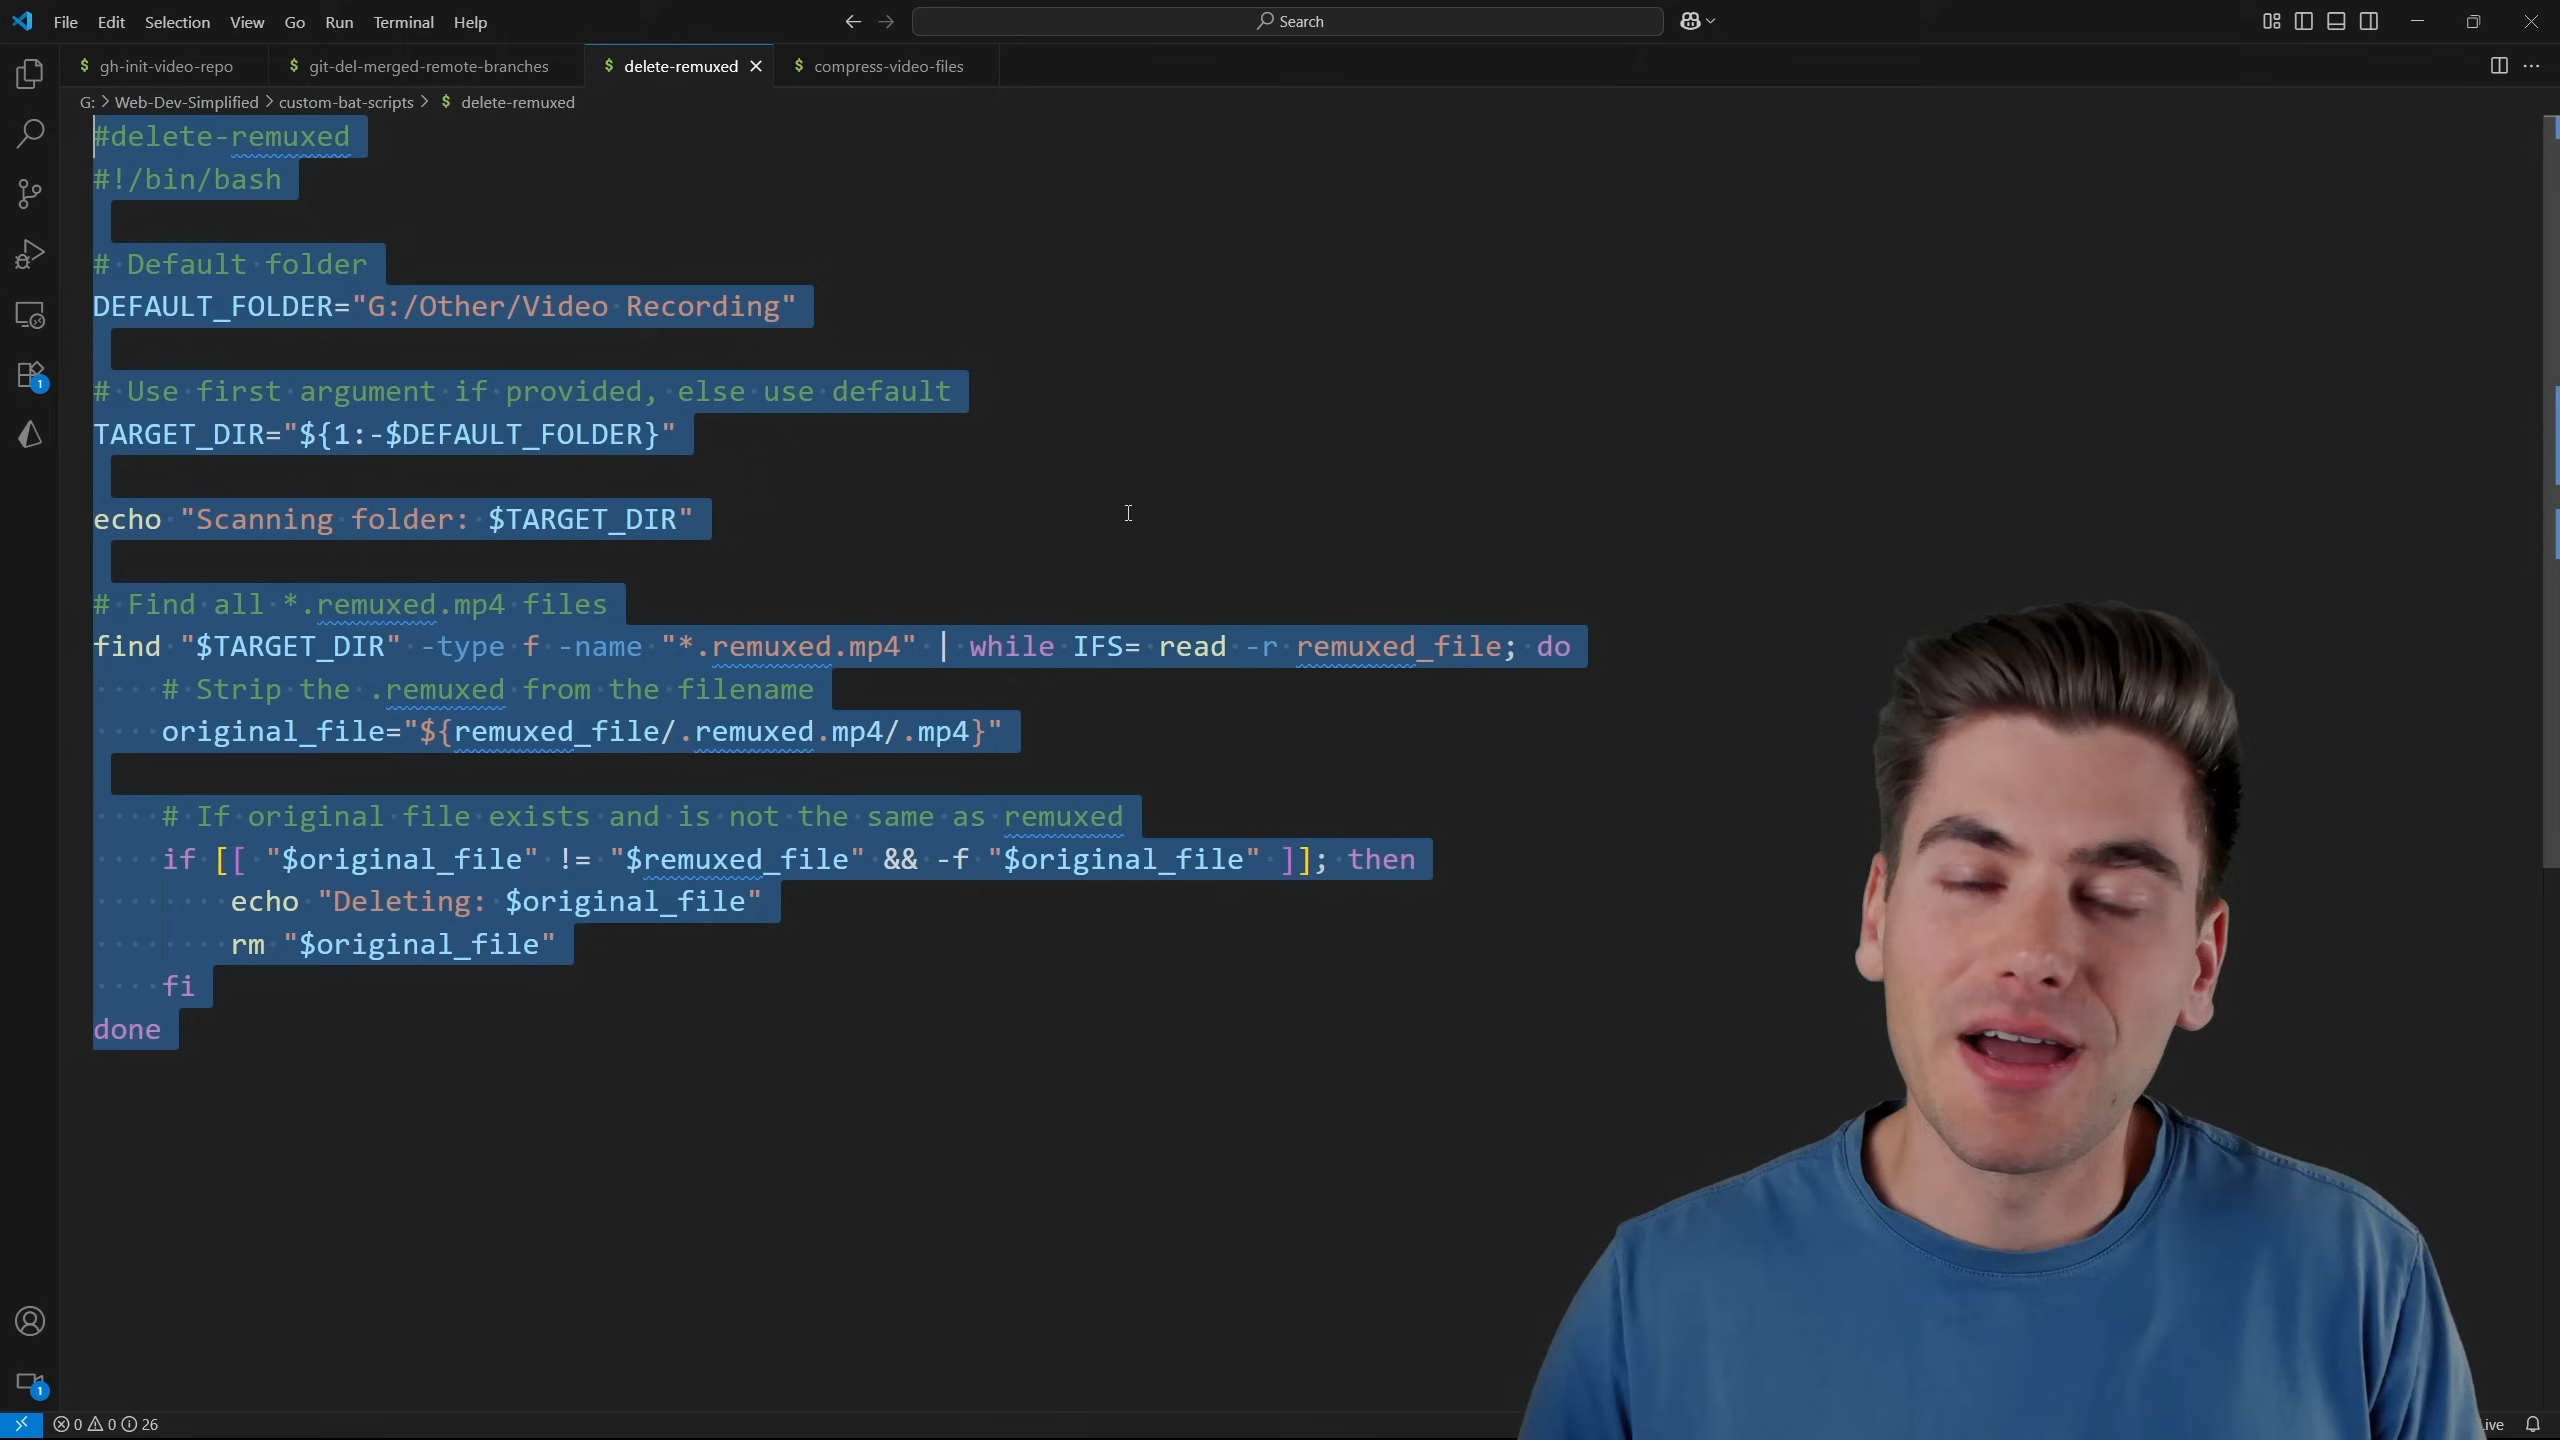 File Edit Selection View Go Run Terminal Help
Search
gh-init-video-repo
git-del-merged-remote-branches
delete-remuxed
compress-video-files
G: > Web-Dev-Simplified > custom-bat-scripts > $ delete-remuxed
#delete-remuxed
#!/bin/bash
# Default folder
DEFAULT_FOLDER="G:/Other/Video Recording"
# Use first argument if provided, else use default
TARGET_DIR="${1:-$DEFAULT_FOLDER}"
echo "Scanning folder: $TARGET_DIR"
# Find all *.remuxed.mp4 files
find "$TARGET_DIR" -type f -name "*.remuxed.mp4" | while IFS= read -r remuxed_file; do
# Strip the .remuxed from the filename
original_file="${remuxed_file/.remuxed.mp4/.mp4}"
# If original file exists and is not the same as remuxed
if [[ "$original_file" != "$remuxed_file" && -f "$original_file" ]]; then
echo "Deleting: $original_file"
rm "$original_file"
fi
done
1
1
0 0 26